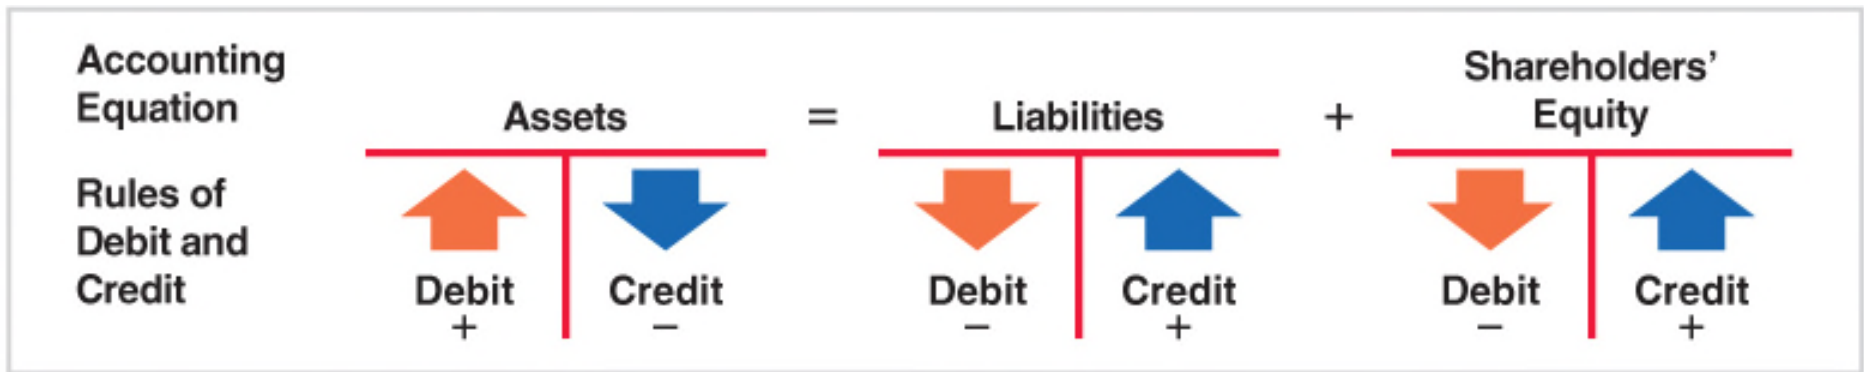 Accounting
Equation
Assets = Liabilities + Shareholders’
Equity
Rules of
Debit and
Credit
Debit Credit Debit Credit Debit Credit
+ − − + − +